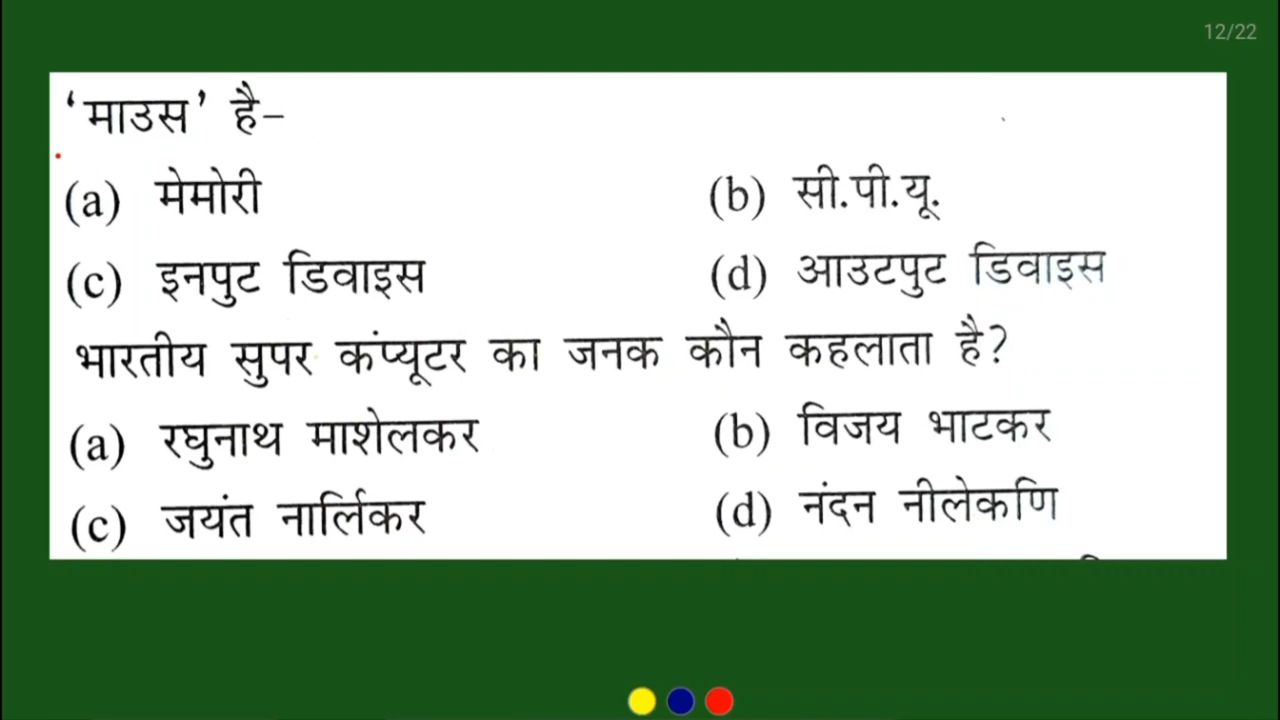 12/22
‘माउस’ है–
(a) मेमोरी (b) सी.पी.यू.
(c) इनपुट डिवाइस (d) आउटपुट डिवाइस
भारतीय सुपर कंप्यूटर का जनक कौन कहलाता है?
(a) रघुनाथ माशेलकर (b) विजय भाटकर
(c) जयंत नार्लिकर (d) नंदन नीलेकणि